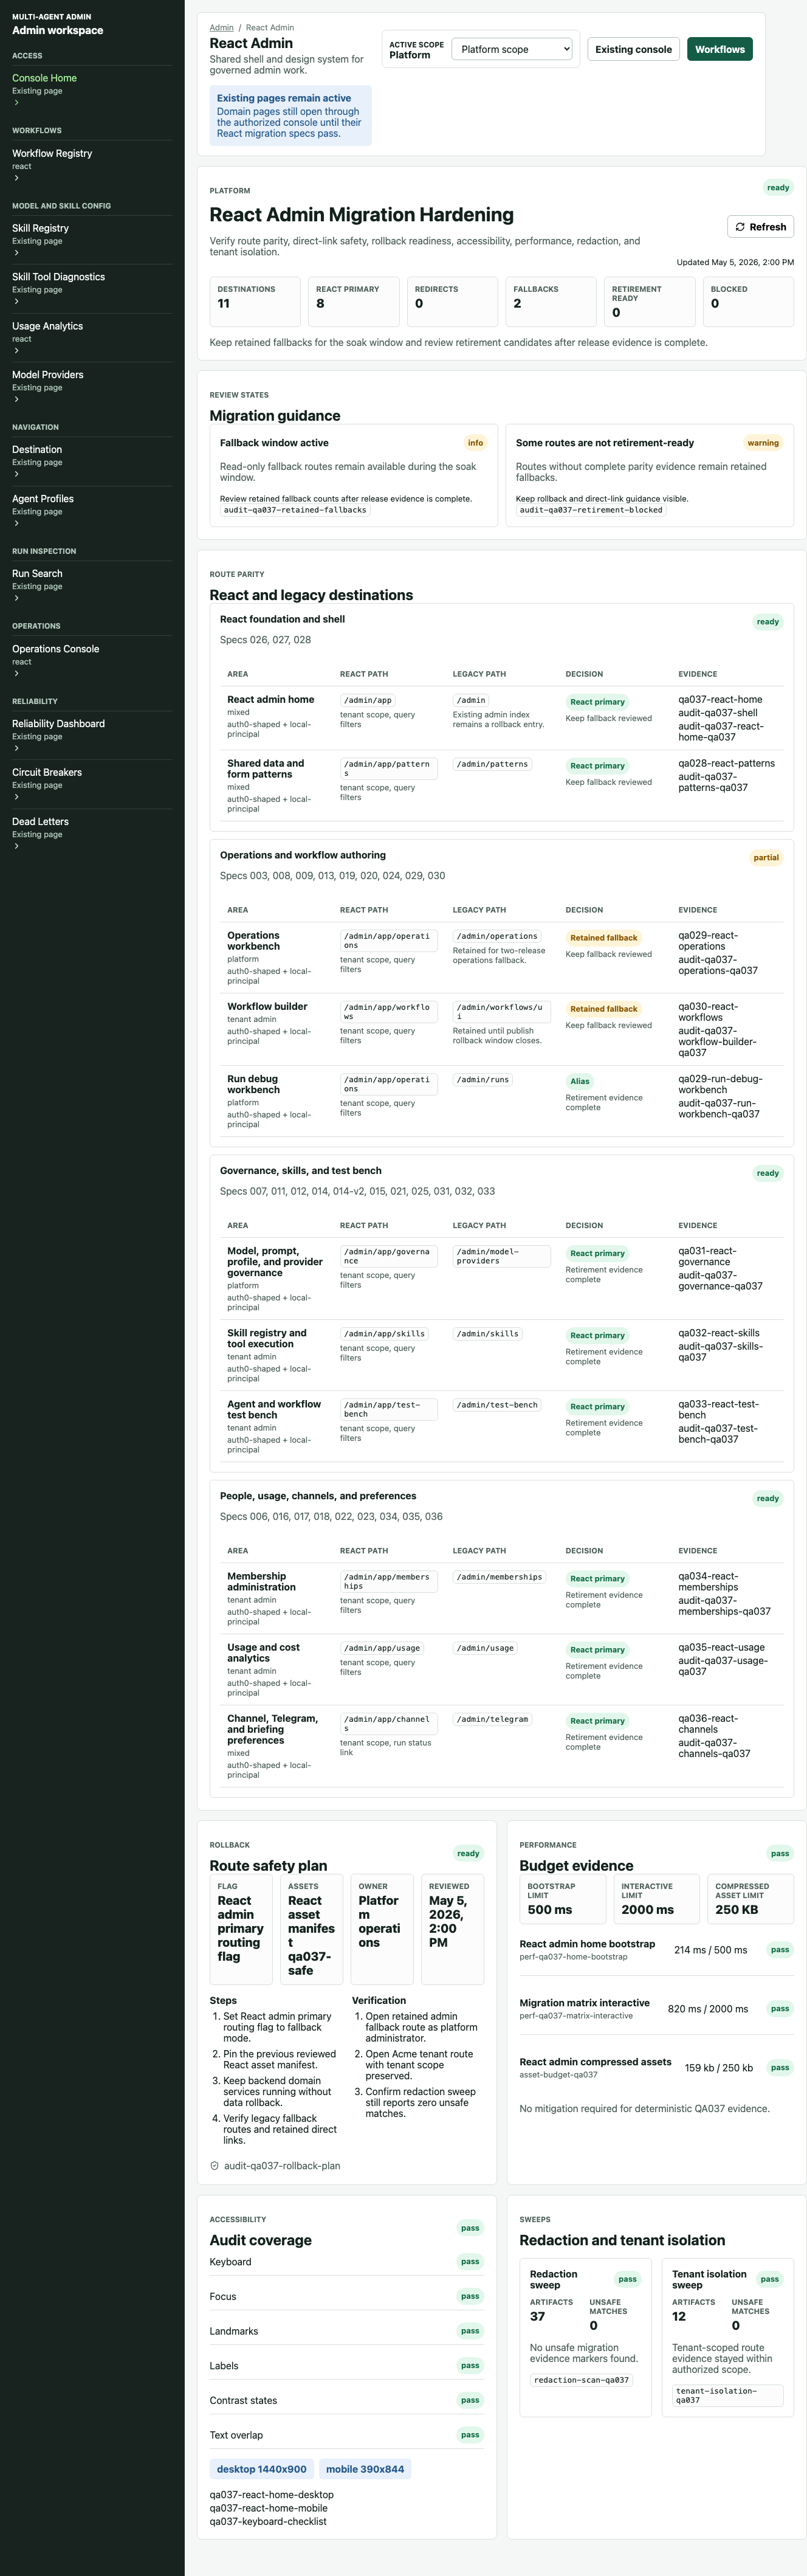 MULTI-AGENT ADMIN
Admin workspace
ACCESS
Console Home
Existing page
WORKFLOWS
Workflow Registry
react
MODEL AND SKILL CONFIG
Skill Registry
Existing page
Skill Tool Diagnostics
Existing page
Usage Analytics
react
Model Providers
Existing page
NAVIGATION
Destination
Existing page
Agent Profiles
Existing page
RUN INSPECTION
Run Search
Existing page
OPERATIONS
Operations Console
react
RELIABILITY
Reliability Dashboard
Existing page
Circuit Breakers
Existing page
Dead Letters
Existing page
Admin / React Admin
React Admin
Shared shell and design system for
governed admin work.
ACTIVE SCOPE
Platform
Platform scope
Existing console
Workflows
Existing pages remain active
Domain pages still open through
the authorized console until their
React migration specs pass.
PLATFORM
ready
React Admin Migration Hardening
Refresh
Verify route parity, direct-link safety, rollback readiness, accessibility, performance, redaction, and
tenant isolation.
Updated May 5, 2026, 2:00 PM
DESTINATIONS
11
REACT PRIMARY
8
REDIRECTS
0
FALLBACKS
2
RETIREMENT
READY
0
BLOCKED
0
Keep retained fallbacks for the soak window and review retirement candidates after release evidence is complete.
REVIEW STATES
Migration guidance
Fallback window active
info
Read-only fallback routes remain available during the soak
window.
Review retained fallback counts after release evidence is complete.
audit-qa037-retained-fallbacks
Some routes are not retirement-ready
warning
Routes without complete parity evidence remain retained
fallbacks.
Keep rollback and direct-link guidance visible.
audit-qa037-retirement-blocked
ROUTE PARITY
React and legacy destinations
React foundation and shell
ready
Specs 026, 027, 028
AREA REACT PATH LEGACY PATH DECISION EVIDENCE
React admin home
mixed
auth0-shaped + local-
principal
/admin/app
tenant scope, query
filters
/admin
Existing admin index
remains a rollback entry.
React primary
Keep fallback reviewed
qa037-react-home
audit-qa037-shell
audit-qa037-react-
home-qa037
Shared data and
form patterns
mixed
auth0-shaped + local-
principal
/admin/app/pattern
s
tenant scope, query
filters
/admin/patterns
React primary
Keep fallback reviewed
qa028-react-patterns
audit-qa037-
patterns-qa037
Operations and workflow authoring
partial
Specs 003, 008, 009, 013, 019, 020, 024, 029, 030
AREA REACT PATH LEGACY PATH DECISION EVIDENCE
Operations
workbench
platform
auth0-shaped + local-
principal
/admin/app/operati
ons
tenant scope, query
filters
/admin/operations
Retained for two-release
operations fallback.
Retained fallback
Keep fallback reviewed
qa029-react-
operations
audit-qa037-
operations-qa037
Workflow builder
tenant admin
auth0-shaped + local-
principal
/admin/app/workflo
ws
tenant scope, query
filters
/admin/workflows/u
i
Retained until publish
rollback window closes.
Retained fallback
Keep fallback reviewed
qa030-react-
workflows
audit-qa037-
workflow-builder-
qa037
Run debug
workbench
platform
auth0-shaped + local-
principal
/admin/app/operati
ons
tenant scope, query
filters
/admin/runs
Alias
Retirement evidence
complete
qa029-run-debug-
workbench
audit-qa037-run-
workbench-qa037
Governance, skills, and test bench
ready
Specs 007, 011, 012, 014, 014-v2, 015, 021, 025, 031, 032, 033
AREA REACT PATH LEGACY PATH DECISION EVIDENCE
Model, prompt,
profile, and provider
governance
platform
auth0-shaped + local-
principal
/admin/app/governa
nce
tenant scope, query
filters
/admin/model-
providers
React primary
Retirement evidence
complete
qa031-react-
governance
audit-qa037-
governance-qa037
Skill registry and
tool execution
tenant admin
auth0-shaped + local-
principal
/admin/app/skills
tenant scope, query
filters
/admin/skills
React primary
Retirement evidence
complete
qa032-react-skills
audit-qa037-skills-
qa037
Agent and workflow
test bench
tenant admin
auth0-shaped + local-
principal
/admin/app/test-
bench
tenant scope, query
filters
/admin/test-bench
React primary
Retirement evidence
complete
qa033-react-test-
bench
audit-qa037-test-
bench-qa037
People, usage, channels, and preferences
ready
Specs 006, 016, 017, 018, 022, 023, 034, 035, 036
AREA REACT PATH LEGACY PATH DECISION EVIDENCE
Membership
administration
tenant admin
auth0-shaped + local-
principal
/admin/app/members
hips
tenant scope, query
filters
/admin/memberships
React primary
Retirement evidence
complete
qa034-react-
memberships
audit-qa037-
memberships-qa037
Usage and cost
analytics
tenant admin
auth0-shaped + local-
principal
/admin/app/usage
tenant scope, query
filters
/admin/usage
React primary
Retirement evidence
complete
qa035-react-usage
audit-qa037-usage-
qa037
Channel, Telegram,
and briefing
preferences
mixed
auth0-shaped + local-
principal
/admin/app/channel
s
tenant scope, run status
link
/admin/telegram
React primary
Retirement evidence
complete
qa036-react-
channels
audit-qa037-
channels-qa037
ROLLBACK
Route safety plan
ready
FLAG
React
admin
primary
routing
flag
ASSETS
React
asset
manifes
t
qa037-
safe
OWNER
Platfor
m
operati
ons
REVIEWED
May 5,
2026,
2:00
PM
Steps
1. Set React admin primary
routing flag to fallback
mode.
2. Pin the previous reviewed
React asset manifest.
3. Keep backend domain
services running without
data rollback.
4. Verify legacy fallback
routes and retained direct
links.
Verification
1. Open retained admin
fallback route as platform
administrator.
2. Open Acme tenant route
with tenant scope
preserved.
3. Confirm redaction sweep
still reports zero unsafe
matches.
audit-qa037-rollback-plan
PERFORMANCE
Budget evidence
pass
BOOTSTRAP
LIMIT
500 ms
INTERACTIVE
LIMIT
2000 ms
COMPRESSED
ASSET LIMIT
250 KB
React admin home bootstrap
perf-qa037-home-bootstrap
214 ms / 500 ms
pass
Migration matrix interactive
perf-qa037-matrix-interactive
820 ms / 2000 ms
pass
React admin compressed assets
asset-budget-qa037
159 kb / 250 kb
pass
No mitigation required for deterministic QA037 evidence.
ACCESSIBILITY
Audit coverage
pass
Keyboard pass
Focus pass
Landmarks pass
Labels pass
Contrast states pass
Text overlap pass
desktop 1440x900
mobile 390x844
qa037-react-home-desktop
qa037-react-home-mobile
qa037-keyboard-checklist
SWEEPS
Redaction and tenant isolation
Redaction
sweep
pass
ARTIFACTS
37
UNSAFE
MATCHES
0
No unsafe migration
evidence markers found.
redaction-scan-qa037
Tenant isolation
sweep
pass
ARTIFACTS
12
UNSAFE
MATCHES
0
Tenant-scoped route
evidence stayed within
authorized scope.
tenant-isolation-
qa037